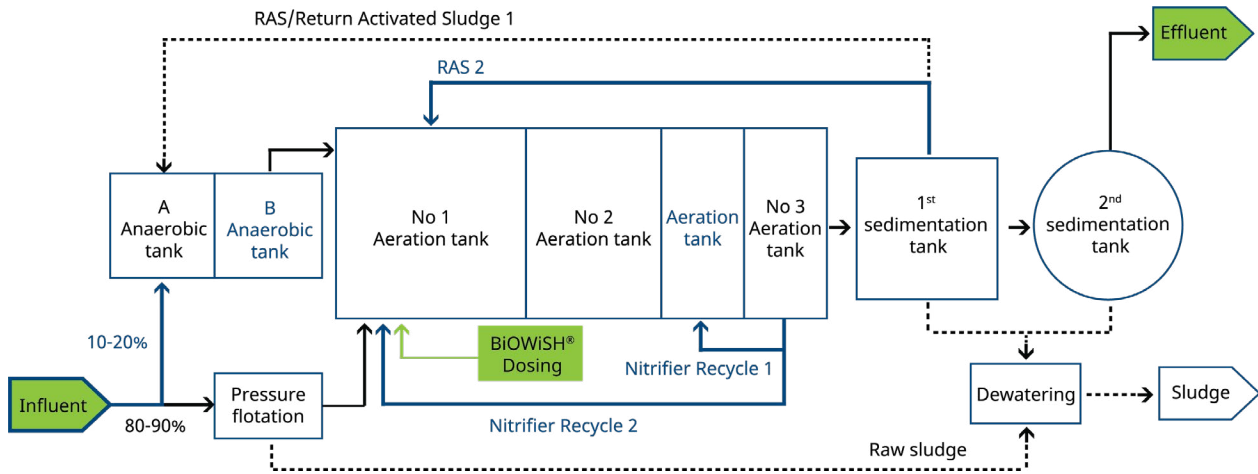 RAS/Return Activated Sludge 1
Effluent
RAS 2
A
Anaerobic
tank
B
Anaerobic
tank
No 1
Aeration tank
No 2
Aeration tank
Aeration
tank
No 3
Aeration
tank
1st
sedimentation
tank
2nd
sedimentation
tank
10-20%
BiOWiSH®
Dosing
Nitrifier Recycle 1
Influent
80-90%
Pressure
flotation
Nitrifier Recycle 2
Dewatering
Sludge
Raw sludge